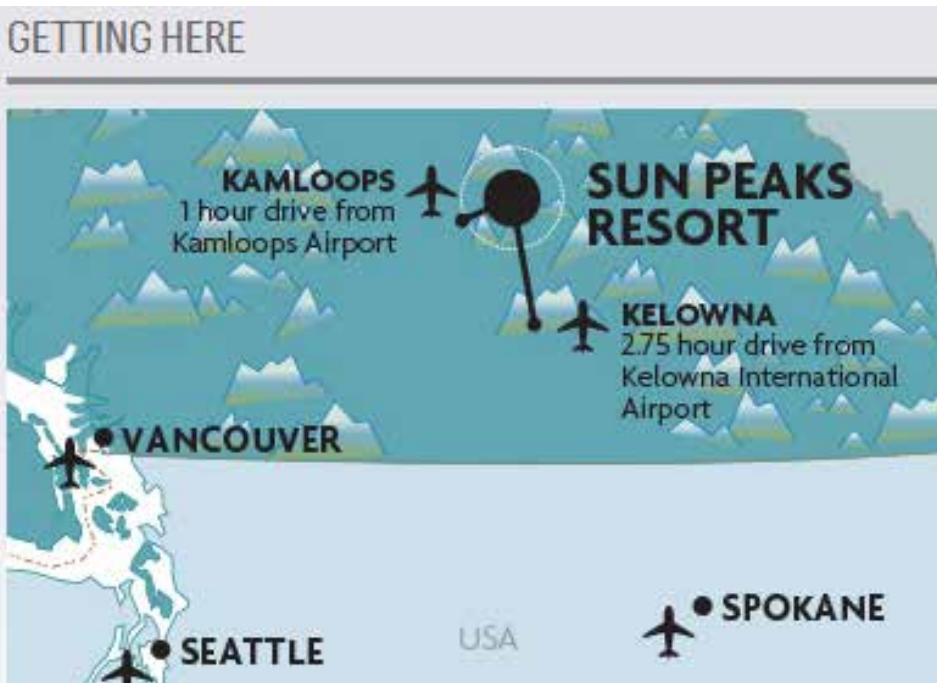 GETTING HERE
KAMLOOPS
1 hour drive from
Kamloops Airport
SUN PEAKS
RESORT
KELOWNA
2.75 hour drive from
Kelowna International
Airport
VANCOUVER
SPOKANE
USA
SEATTLE